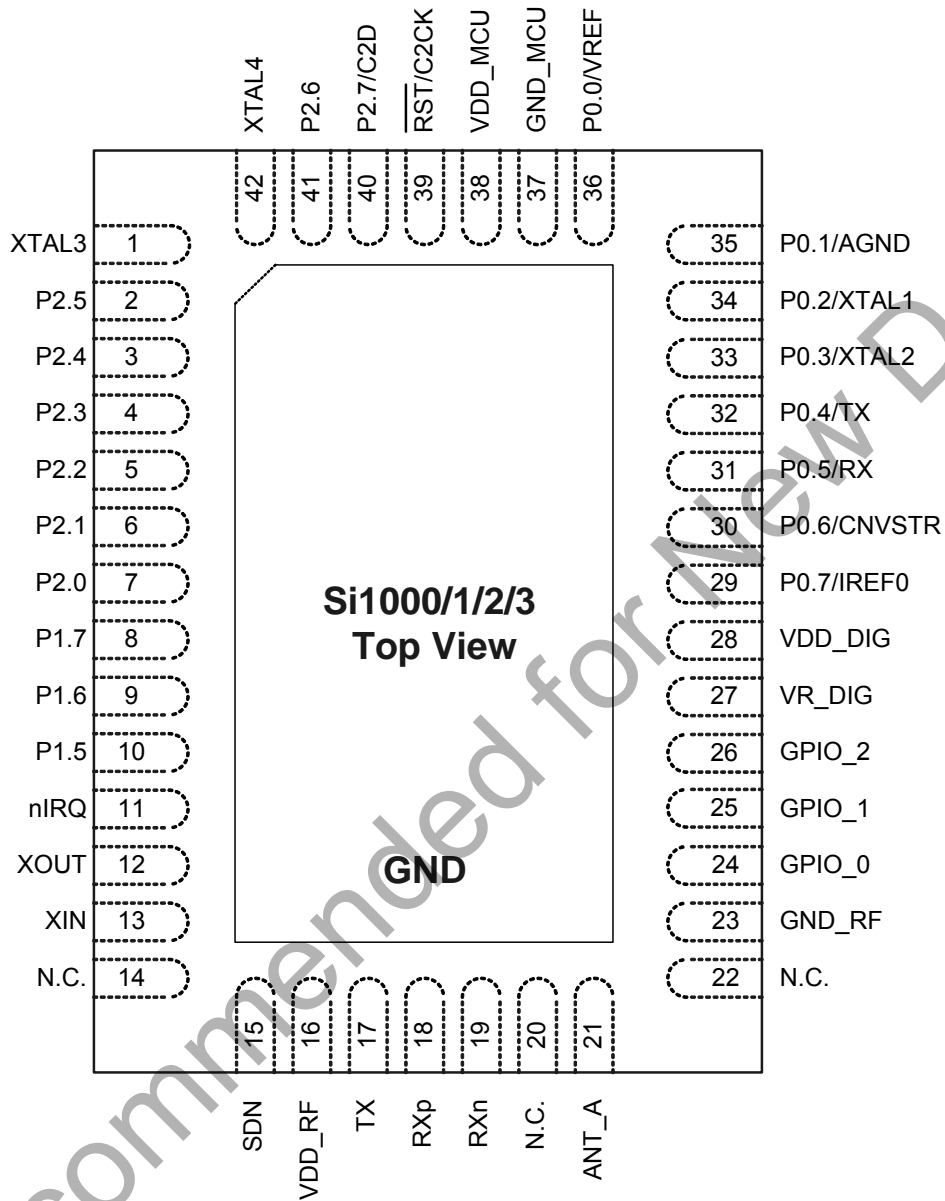 XTAL4
P2.6
P2.7/C2D
RST/C2CK
VDD_MCU
GND_MCU
P0.0/VREF
42
41
40
39
38
37
36
XTAL3 1
P2.5 2
P2.4 3
P2.3 4
P2.2 5
P2.1 6
P2.0 7
P1.7 8
P1.6 9
P1.5 10
nIRQ 11
XOUT 12
XIN 13
N.C. 14
Si1000/1/2/3
Top View
GND
35 P0.1/AGND
34 P0.2/XTAL1
33 P0.3/XTAL2
32 P0.4/TX
31 P0.5/RX
30 P0.6/CNVSTR
29 P0.7/IREF0
28 VDD_DIG
27 VR_DIG
26 GPIO_2
25 GPIO_1
24 GPIO_0
23 GND_RF
22 N.C.
15
16
17
18
19
20
21
SDN
VDD_RF
TX
RXp
RXn
N.C.
ANT_A
ommended for New D